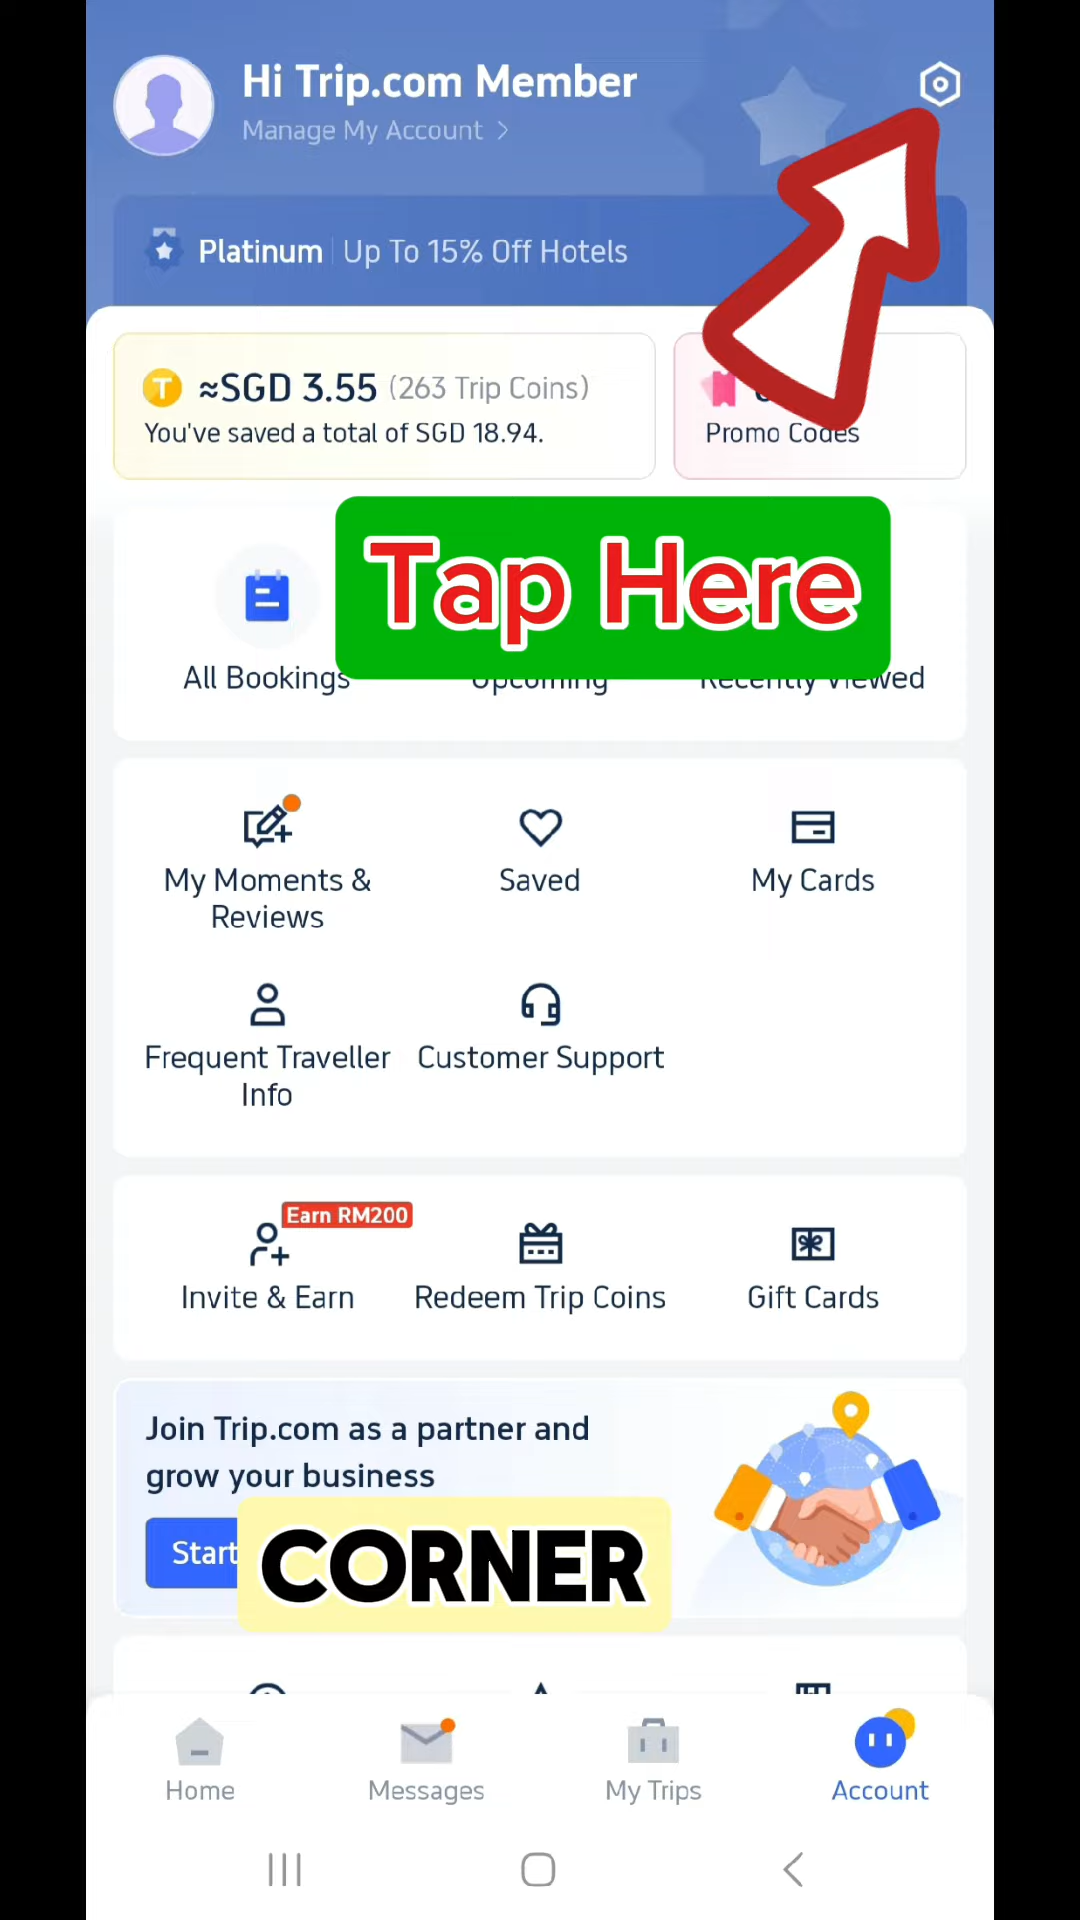 Hi Trip.com Member
Manage My Account >
Platinum | Up To 15% Off Hotels
≈SGD 3.55 (263 Trip Coins)
You've saved a total of SGD 18.94.
Promo Codes
Tap Here
All Bookings
Upcoming
Recently Viewed
My Moments &
Reviews
Saved
My Cards
Frequent Traveller
Info
Customer Support
Earn RM200
Invite & Earn
Redeem Trip Coins
Gift Cards
Join Trip.com as a partner and
grow your business
Start
CORNER
Home
Messages
My Trips
Account